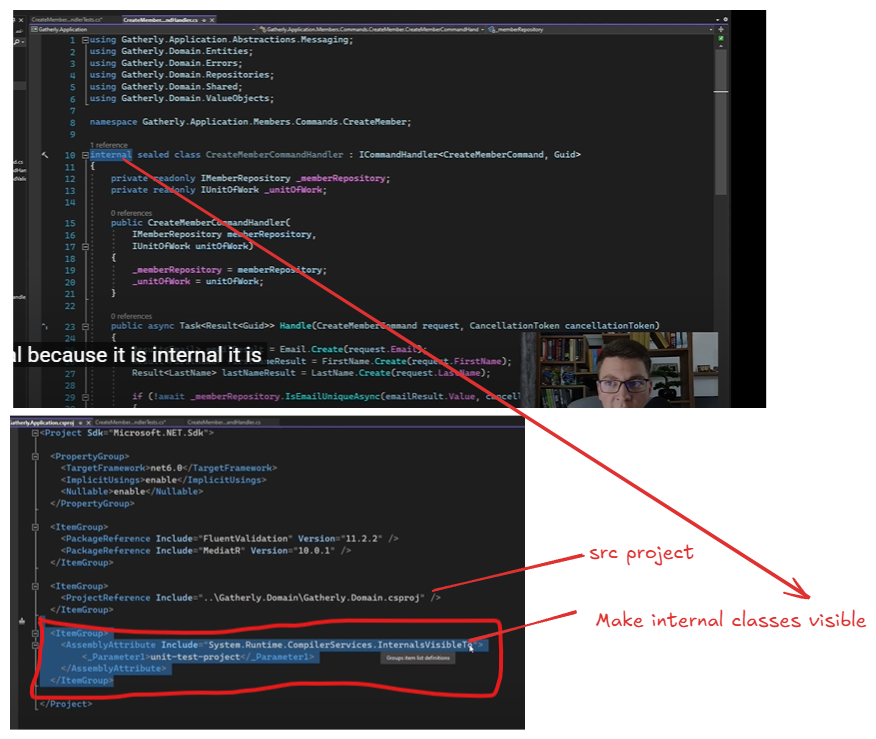 CreateMember...ndlerTests.cs*
CreateMember...ndHandler.cs
Gatherly.Application
Gatherly.Application.Members.Commands.CreateMember.CreateMemberCommandHand
_memberRepository
1 using Gatherly.Application.Abstractions.Messaging;
2 using Gatherly.Domain.Entities;
3 using Gatherly.Domain.Errors;
4 using Gatherly.Domain.Repositories;
5 using Gatherly.Domain.Shared;
6 using Gatherly.Domain.ValueObjects;
7
8 namespace Gatherly.Application.Members.Commands.CreateMember;
9
1 reference
10 internal sealed class CreateMemberCommandHandler : ICommandHandler<CreateMemberCommand, Guid>
11 {
12 private readonly IMemberRepository _memberRepository;
13 private readonly IUnitOfWork _unitOfWork;
14
0 references
15 public CreateMemberCommandHandler(
16 IMemberRepository memberRepository,
17 IUnitOfWork unitOfWork)
18 {
19 _memberRepository = memberRepository;
20 _unitOfWork = unitOfWork;
21 }
22
0 references
23 public async Task<Result<Guid>> Handle(CreateMemberCommand request, CancellationToken cancellationToken)
24 {
= Email.Create(request.Email);
al because it is internal it is
meResult = FirstName.Create(request.FirstName);
27 Result<LastName> lastNameResult = LastName.Create(request.LastName);
28
29 if (!await _memberRepository.IsEmailUniqueAsync(emailResult.Value, cancell
Gatherly.Application.csproj
CreateMember...ndlerTests.cs*
CreateMember...andHandler.cs
<Project Sdk="Microsoft.NET.Sdk">
<PropertyGroup>
<TargetFramework>net6.0</TargetFramework>
<ImplicitUsings>enable</ImplicitUsings>
<Nullable>enable</Nullable>
</PropertyGroup>
<ItemGroup>
<PackageReference Include="FluentValidation" Version="11.2.2" />
<PackageReference Include="MediatR" Version="10.0.1" />
</ItemGroup>
<ItemGroup>
<ProjectReference Include="..\Gatherly.Domain\Gatherly.Domain.csproj" />
</ItemGroup>
<ItemGroup>
<AssemblyAttribute Include="System.Runtime.CompilerServices.InternalsVisibleTo">
<_Parameter1>unit-test-project</_Parameter1>
Groups item list definitions
</AssemblyAttribute>
</ItemGroup>
</Project>
src project
Make internal classes visible